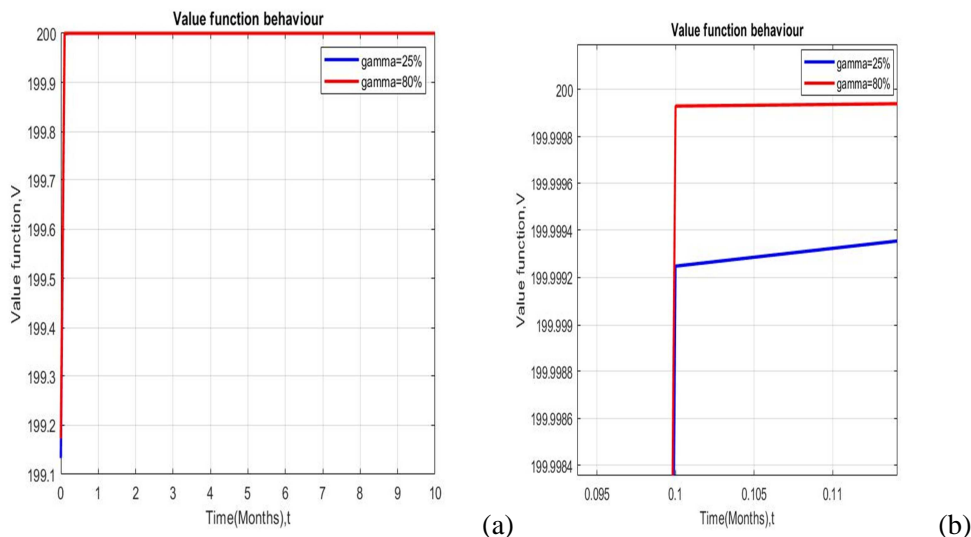 Value function behaviour
gamma=25%
gamma=80%
200
199.9
199.8
199.7
199.6
199.5
199.4
199.3
199.2
199.1
Value function,V
0 1 2 3 4 5 6 7 8 9 10
Time(Months),t
(a)
Value function behaviour
gamma=25%
gamma=80%
200
199.9998
199.9996
199.9994
199.9992
199.999
199.9988
199.9986
199.9984
Value function,V
0.095 0.1 0.105 0.11
Time(Months),t
(b)